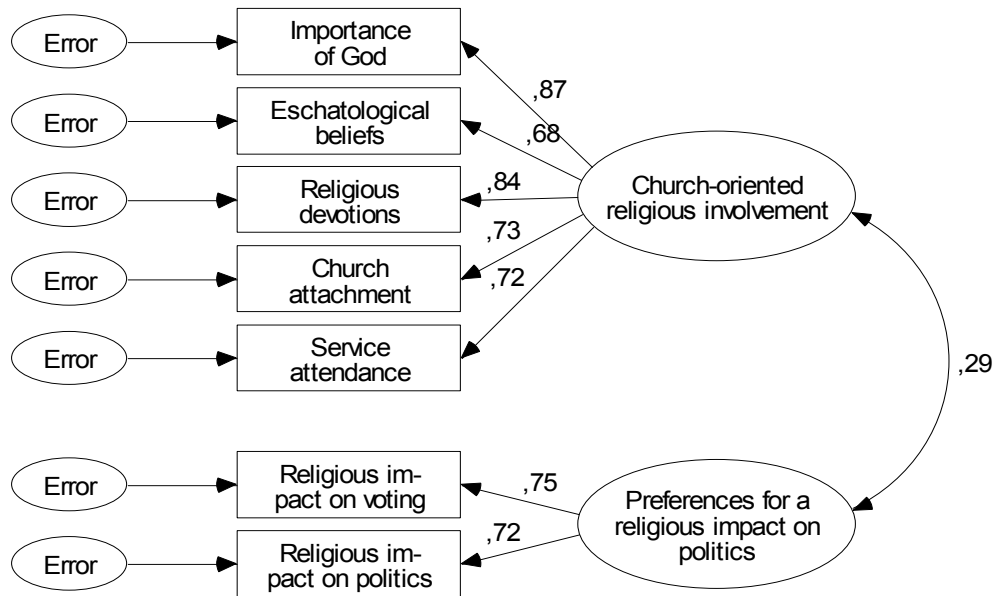 Error
Importance
of God
,87
Error
Eschatological
beliefs
,68
Error
Religious
devotions
,84
Church-oriented
religious involvement
Error
Church
attachment
,73
Error
Service
attendance
,72
,29
Error
Religious im-
pact on voting
,75
Preferences for a
religious impact on
politics
Error
Religious im-
pact on politics
,72